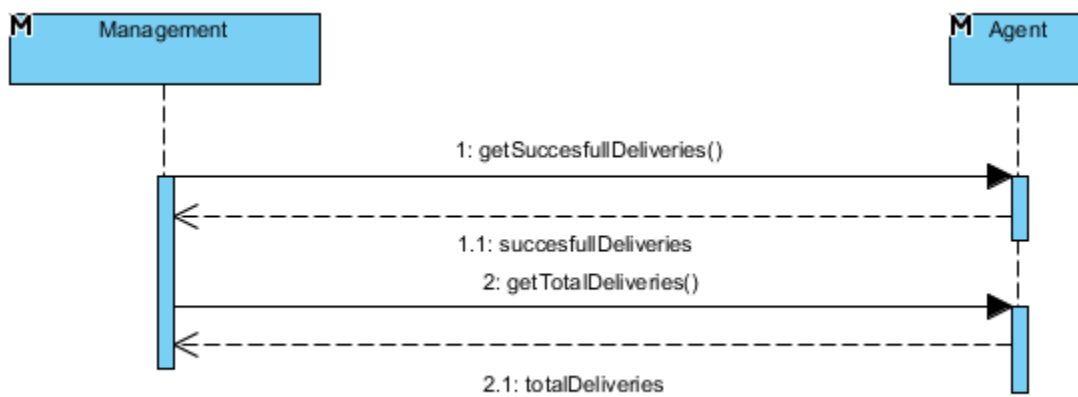 M Management
M Agent
1: getSuccesfullDeliveries()
1.1: succesfullDeliveries
2: getTotalDeliveries()
2.1: totalDeliveries